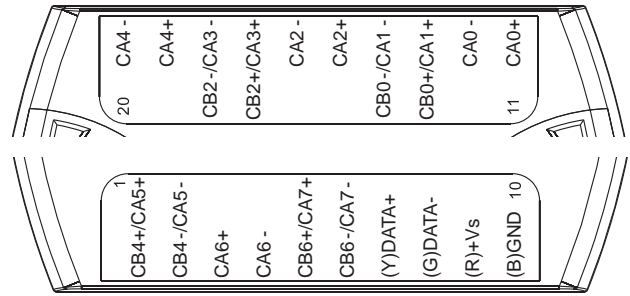 CA4 -
CA4+
CB2 -/CA3 -
CB2+/CA3+
CA2 -
CA2+
CB0 -/CA1 -
CB0+/CA1+
CA0 -
CA0+
20
11
1
10
CB4+/CA5+
CB4 -/CA5-
CA6+
CA6 -
CB6+/CA7+
CB6 -/CA7 -
(Y)DATA+
(G)DATA-
(R)+Vs
(B)GND